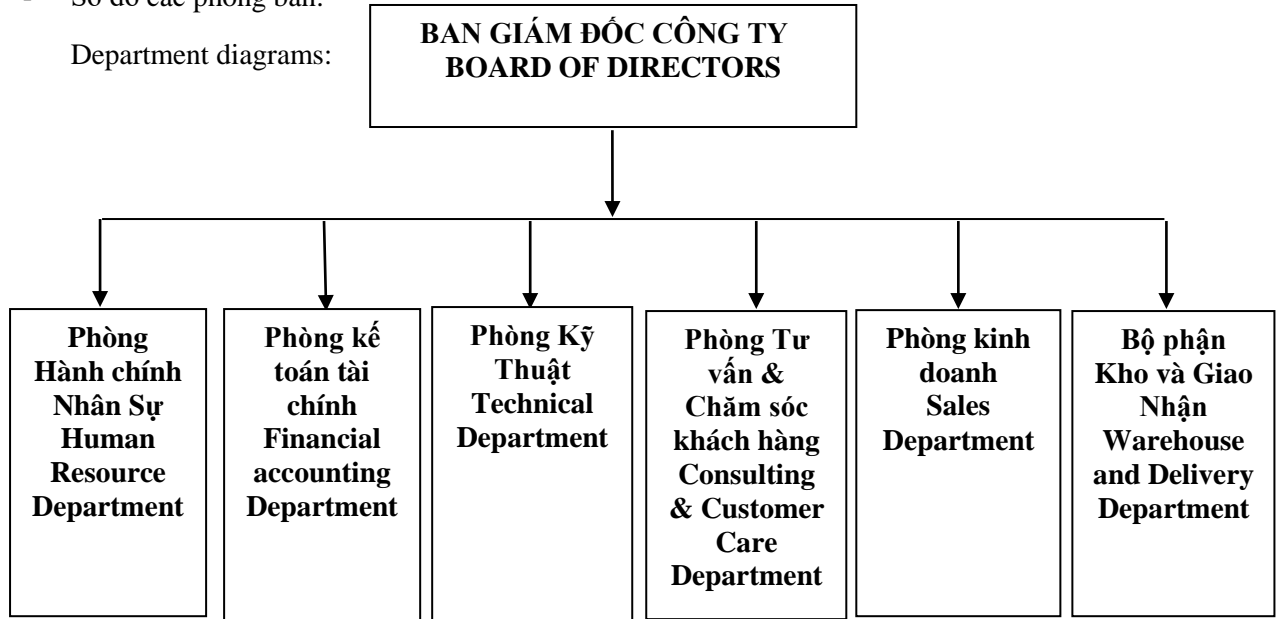 - Sơ đồ các phòng ban:
Department diagrams:
BAN GIÁM ĐỐC CÔNG TY
BOARD OF DIRECTORS
Phòng
Hành chính
Nhân Sự
Human
Resource
Department
Phòng kế
toán tài
chính
Financial
accounting
Department
Phòng Kỹ
Thuật
Technical
Department
Phòng Tư
vấn &
Chăm sóc
khách hàng
Consulting
& Customer
Care
Department
Phòng kinh
doanh
Sales
Department
Bộ phận
Kho và Giao
Nhận
Warehouse
and Delivery
Department